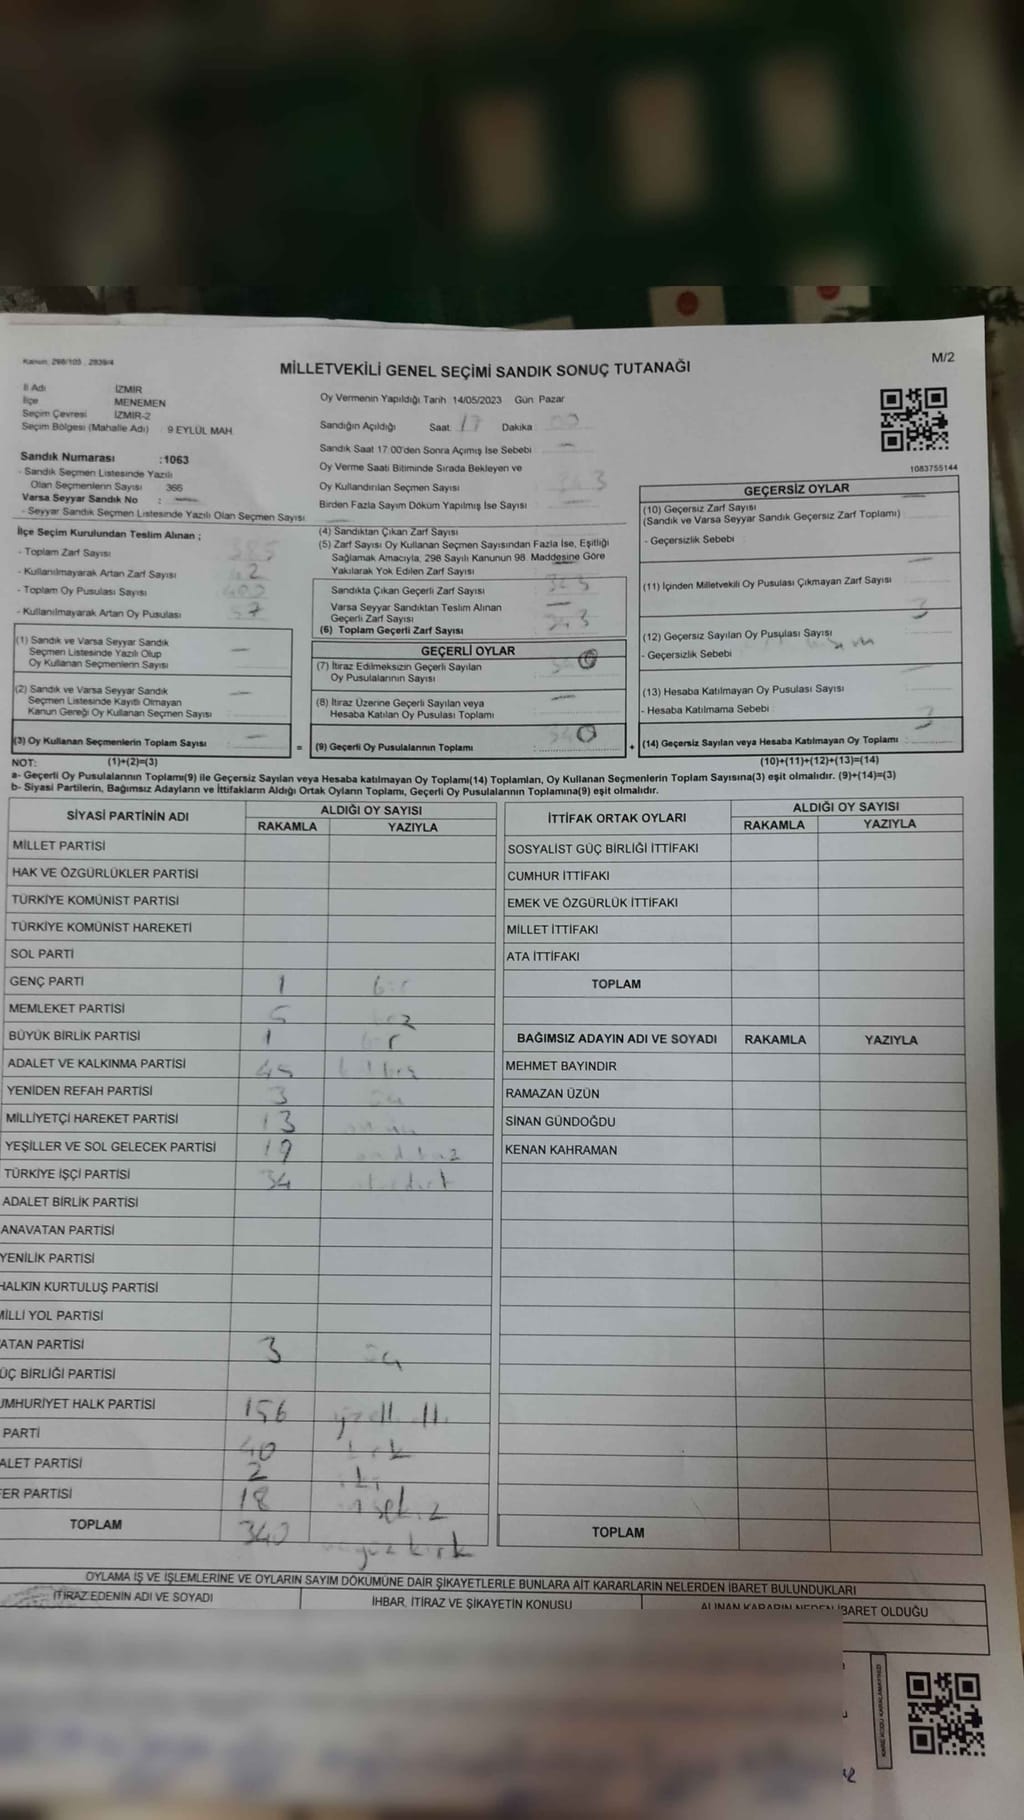 Kanun 298/103, 2839/4
M/2
MİLLETVEKİLİ GENEL SEÇİMİ SANDIK SONUÇ TUTANAĞI
İl Adı İZMİR
İlçe MENEMEN
Seçim Çevresi İZMİR-2
Seçim Bölgesi (Mahalle Adı) 9 EYLÜL MAH.
Sandık Numarası :1063
- Sandık Seçmen Listesinde Yazılı
Olan Seçmenlerin Sayısı 366
Varsa Seyyar Sandık No :
- Seyyar Sandık Seçmen Listesinde Yazılı Olan Seçmen Sayısı
Oy Vermenin Yapıldığı Tarih 14/05/2023 Gün Pazar
Sandığın Açıldığı Saat 17 Dakika 00
Sandık Saat 17:00'den Sonra Açımış İse Sebebi
Oy Verme Saati Bitiminde Sırada Bekleyen ve
Oy Kullandırılan Seçmen Sayısı 343
Birden Fazla Sayım Döküm Yapılmış İse Sayısı
1083755144
İlçe Seçim Kurulundan Teslim Alınan ;
- Toplam Zarf Sayısı 385
- Kullanılmayarak Artan Zarf Sayısı 42
- Toplam Oy Pusulası Sayısı 400
- Kullanılmayarak Artan Oy Pusulası 57
(1) Sandık ve Varsa Seyyar Sandık
Seçmen Listesinde Yazılı Olup
Oy Kullanan Seçmenlerin Sayısı
(2) Sandık ve Varsa Seyyar Sandık
Seçmen Listesinde Kayıtlı Olmayan
Kanun Gereği Oy Kullanan Seçmen Sayısı
(3) Oy Kullanan Seçmenlerin Toplam Sayısı
(4) Sandıktan Çıkan Zarf Sayısı
(5) Zarf Sayısı Oy Kullanan Seçmen Sayısından Fazla İse, Eşitliği
Sağlamak Amacıyla, 298 Sayılı Kanunun 98. Maddesine Göre
Yakılarak Yok Edilen Zarf Sayısı
Sandıkta Çıkan Geçerli Zarf Sayısı 343
Varsa Seyyar Sandıktan Teslim Alınan
Geçerli Zarf Sayısı
(6) Toplam Geçerli Zarf Sayısı 343
GEÇERLİ OYLAR
(7) İtiraz Edilmeksizin Geçerli Sayılan
Oy Pusulalarının Sayısı 340
(8) İtiraz Üzerine Geçerli Sayılan veya
Hesaba Katılan Oy Pusulası Toplamı
= (9) Geçerli Oy Pusulalarının Toplamı : 340 +
GEÇERSİZ OYLAR
(10) Geçersiz Zarf Sayısı
(Sandık ve Varsa Seyyar Sandık Geçersiz Zarf Toplamı)
- Geçersizlik Sebebi
(11) İçinden Milletvekili Oy Pusulası Çıkmayan Zarf Sayısı
(12) Geçersiz Sayılan Oy Pusulası Sayısı 3
- Geçersizlik Sebebi
(13) Hesaba Katılmayan Oy Pusulası Sayısı
- Hesaba Katılmama Sebebi
(14) Geçersiz Sayılan veya Hesaba Katılmayan Oy Toplamı : 3
NOT: (1)+(2)=(3) (10)+(11)+(12)+(13)=(14)
a- Geçerli Oy Pusulalarının Toplamı(9) ile Geçersiz Sayılan veya Hesaba katılmayan Oy Toplamı(14) Toplamları, Oy Kullanan Seçmenlerin Toplam Sayısına(3) eşit olmalıdır. (9)+(14)=(3)
b- Siyasi Partilerin, Bağımsız Adayların ve İttifakların Aldığı Ortak Oyların Toplamı, Geçerli Oy Pusulalarının Toplamına(9) eşit olmalıdır.
SİYASİ PARTİNİN ADI ALDIĞI OY SAYISI
RAKAMLA YAZIYLA
MİLLET PARTİSİ
HAK VE ÖZGÜRLÜKLER PARTİSİ
TÜRKİYE KOMÜNİST PARTİSİ
TÜRKİYE KOMÜNİST HAREKETİ
SOL PARTİ
GENÇ PARTİ 1 bir
MEMLEKET PARTİSİ 5
BÜYÜK BİRLİK PARTİSİ 1 bir
ADALET VE KALKINMA PARTİSİ 45
YENİDEN REFAH PARTİSİ 3 üç
MİLLİYETÇİ HAREKET PARTİSİ 13
YEŞİLLER VE SOL GELECEK PARTİSİ 19
TÜRKİYE İŞÇİ PARTİSİ 34
ADALET BİRLİK PARTİSİ
ANAVATAN PARTİSİ
YENİLİK PARTİSİ
HALKIN KURTULUŞ PARTİSİ
MİLLİ YOL PARTİSİ
ATAN PARTİSİ 3 üç
ÜÇ BİRLİĞİ PARTİSİ
UMHURİYET HALK PARTİSİ 156 yüzellialtı
PARTİ 40 kırk
ALET PARTİSİ 2 iki
ER PARTİSİ 18 onsekiz
TOPLAM 340 üçyüzkırk
İTTİFAK ORTAK OYLARI ALDIĞI OY SAYISI
RAKAMLA YAZIYLA
SOSYALİST GÜÇ BİRLİĞİ İTTİFAKI
CUMHUR İTTİFAKI
EMEK VE ÖZGÜRLÜK İTTİFAKI
MİLLET İTTİFAKI
ATA İTTİFAKI
TOPLAM
BAĞIMSIZ ADAYIN ADI VE SOYADI RAKAMLA YAZIYLA
MEHMET BAYINDIR
RAMAZAN ÜZÜN
SİNAN GÜNDOĞDU
KENAN KAHRAMAN
TOPLAM
OYLAMA İŞ VE İŞLEMLERİNE VE OYLARIN SAYIM DÖKÜMÜNE DAİR ŞİKAYETLERLE BUNLARA AİT KARARLARIN NELERDEN İBARET BULUNDUKLARI
İTİRAZ EDENİN ADI VE SOYADI İHBAR, İTİRAZ VE ŞİKAYETİN KONUSU ALINAN KARARIN NEDEN İBARET OLDUĞU